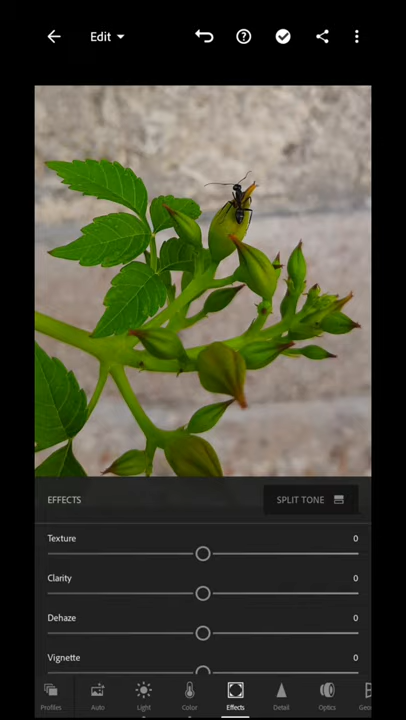 Edit
EFFECTS SPLIT TONE
Texture 0
Clarity 0
Dehaze 0
Vignette 0
Profiles Auto Light Color Effects Detail Optics